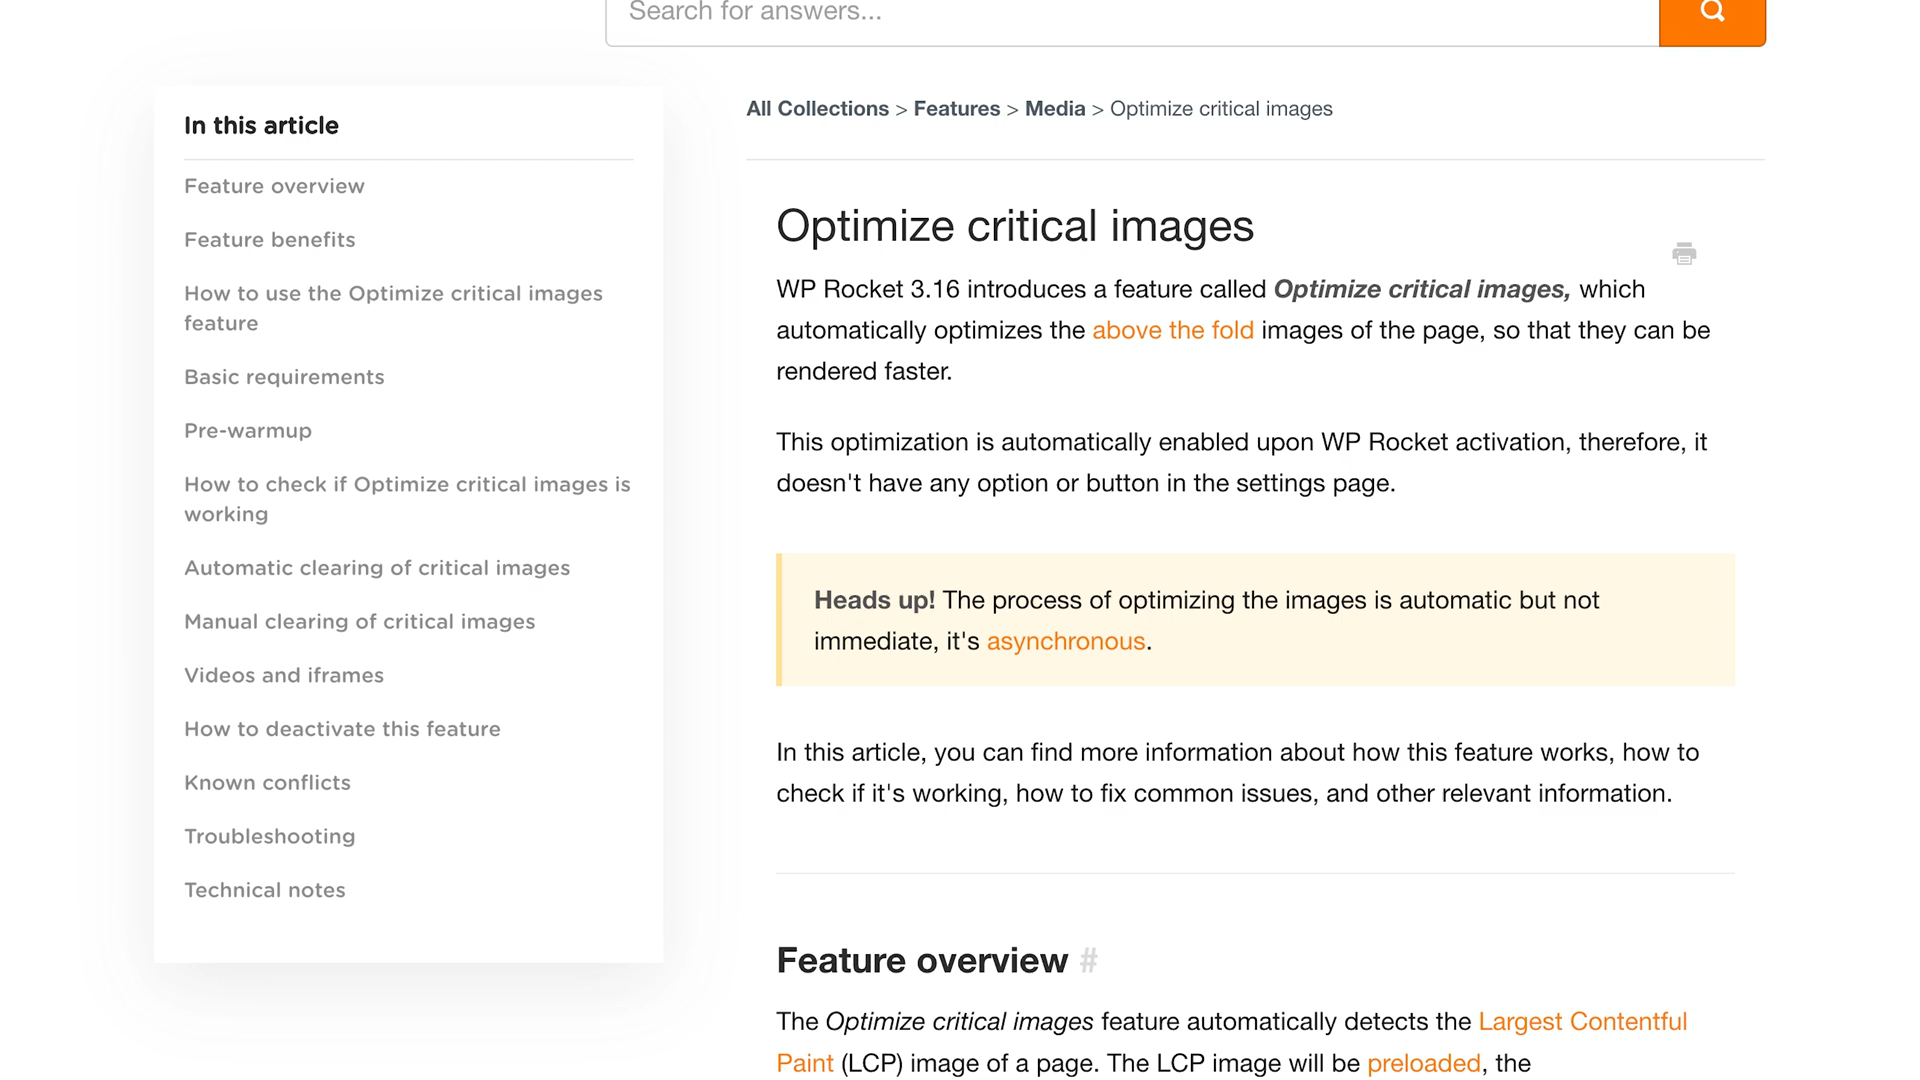 Search for answers...
In this article
Feature overview
Feature benefits
How to use the Optimize critical images
feature
Basic requirements
Pre-warmup
How to check if Optimize critical images is
working
Automatic clearing of critical images
Manual clearing of critical images
Videos and iframes
How to deactivate this feature
Known conflicts
Troubleshooting
Technical notes
All Collections > Features > Media > Optimize critical images
Optimize critical images
WP Rocket 3.16 introduces a feature called Optimize critical images, which
automatically optimizes the above the fold images of the page, so that they can be
rendered faster.
This optimization is automatically enabled upon WP Rocket activation, therefore, it
doesn't have any option or button in the settings page.
Heads up! The process of optimizing the images is automatic but not
immediate, it's asynchronous.
In this article, you can find more information about how this feature works, how to
check if it's working, how to fix common issues, and other relevant information.
Feature overview #
The Optimize critical images feature automatically detects the Largest Contentful
Paint (LCP) image of a page. The LCP image will be preloaded, the